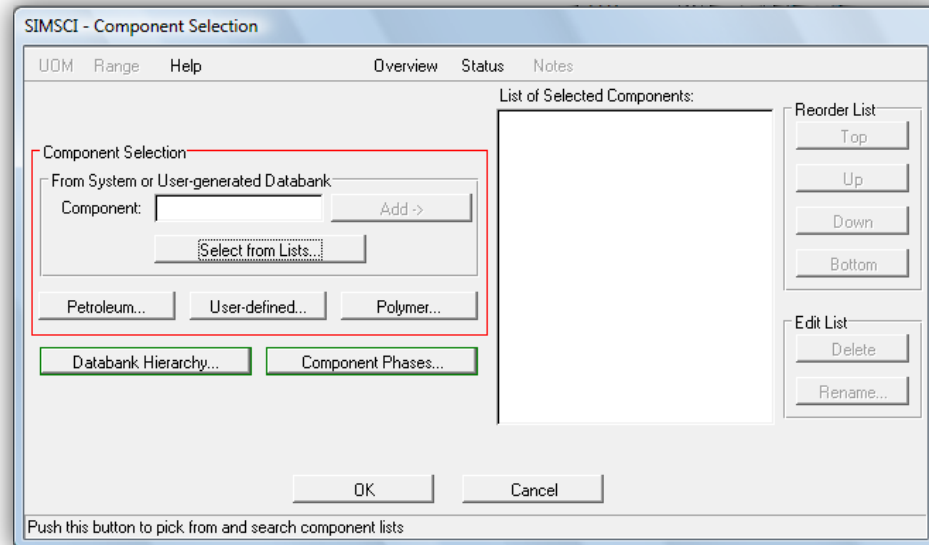 SIMSCI - Component Selection
UOM Range Help Overview Status Notes
List of Selected Components:
Reorder List
Top
Component Selection
From System or User-generated Databank
Up
Component: Add ->
Down
Select from Lists...
Bottom
Petroleum... User-defined... Polymer...
Edit List
Databank Hierarchy... Component Phases...
Delete
Rename...
OK Cancel
Push this button to pick from and search component lists